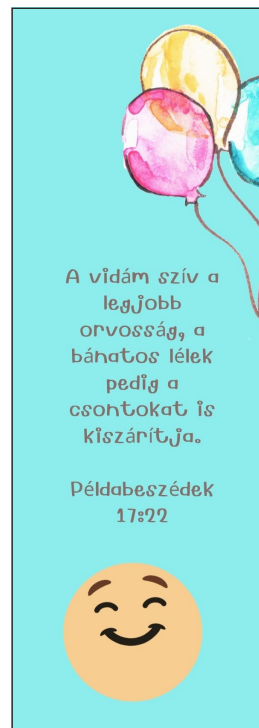 A vidám szív a
legjobb
orvosság, a
bánatos lélek
pedig a
csontokat is
kiszárítja.
Példabeszédek
17:22